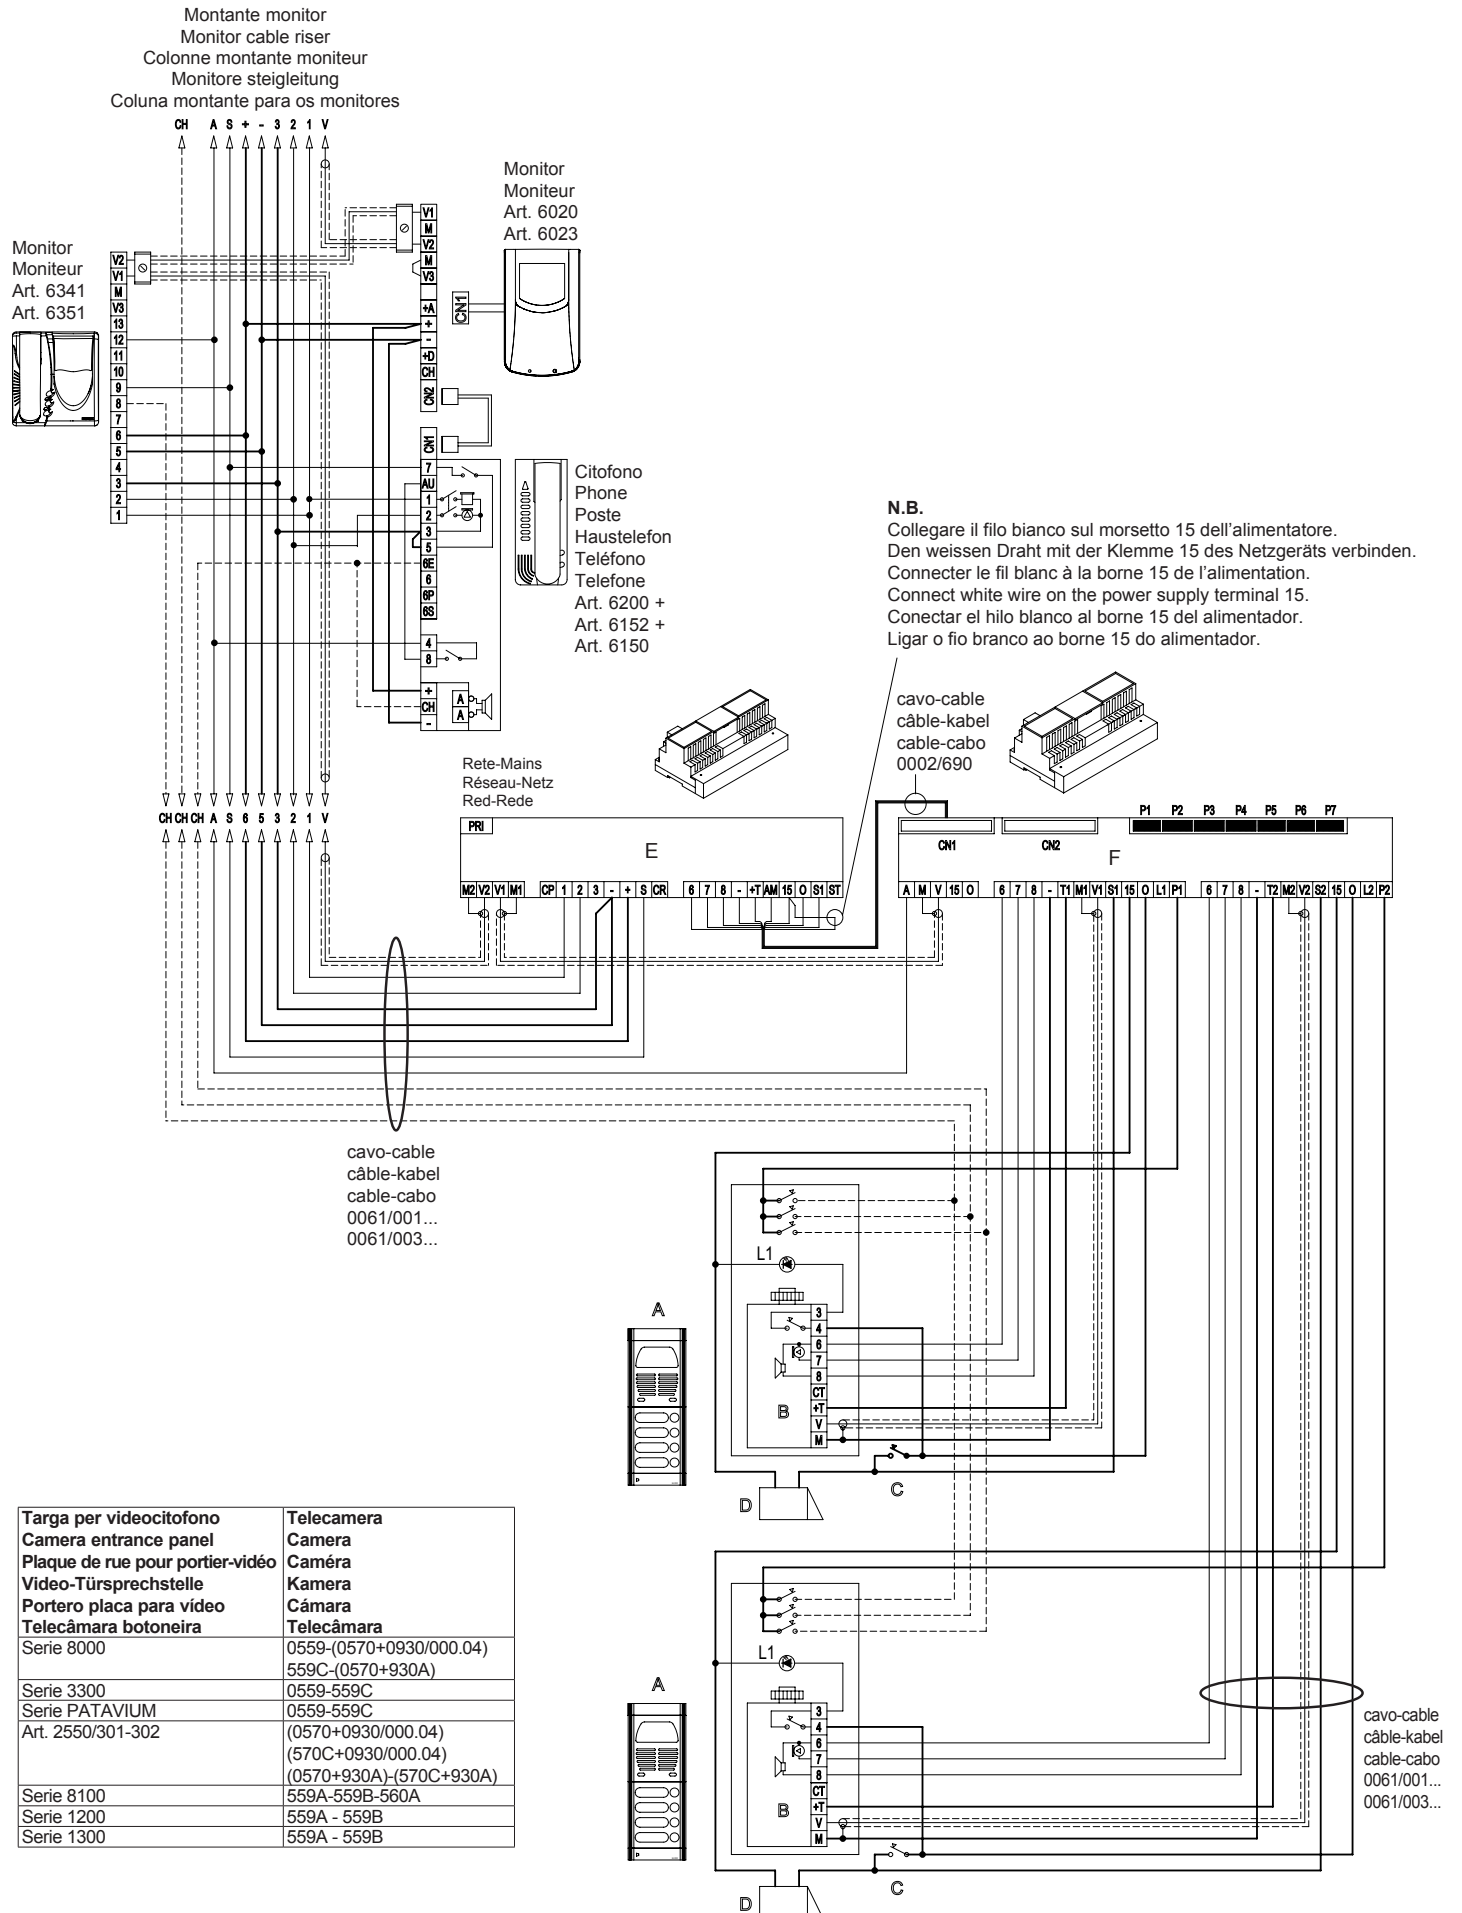 Montante monitor
Monitor cable riser
Colonne montante moniteur
Monitore steigleitung
Coluna montante para os monitores
CH A S + - 3 2 1 V
Monitor
Moniteur
Art. 6020
Art. 6023
V1
M
V2
M
V3
+A
+
-
+D
CH
CN2
CN1
Monitor
Moniteur
Art. 6341
Art. 6351
V2
V1
M
V3
13
12
11
10
9
8
7
6
5
4
3
2
1
CN1
7
AU
1
2
3
5
6E
6
6P
6S
4
8
+
CH
-
A
A
Citofono
Phone
Poste
Haustelefon
Teléfono
Telefone
Art. 6200 +
Art. 6152 +
Art. 6150
N.B.
Collegare il filo bianco sul morsetto 15 dell'alimentatore.
Den weissen Draht mit der Klemme 15 des Netzgeräts verbinden.
Connecter le fil blanc à la borne 15 de l'alimentation.
Connect white wire on the power supply terminal 15.
Conectar el hilo blanco al borne 15 del alimentador.
Ligar o fio branco ao borne 15 do alimentador.
cavo-cable
câble-kabel
cable-cabo
0002/690
Rete-Mains
Réseau-Netz
Red-Rede
CH CH CH A S 6 5 3 2 1 V
PRI
E
M2 V2 V1 M1 CP 1 2 3 - + S CR 6 7 8 - +T AM 15 O S1 ST
P1 P2 P3 P4 P5 P6 P7
CN1 CN2
F
A M V 15 O 6 7 8 - T1 M1 V1 S1 15 O L1 P1 6 7 8 - T2 M2 V2 S2 15 O L2 P2
cavo-cable
câble-kabel
cable-cabo
0061/001...
0061/003...
L1
A
3
4
6
7
8
CT
+T
V
M
B
C
D
L1
A
3
4
6
7
8
CT
+T
V
M
B
C
D
cavo-cable
câble-kabel
cable-cabo
0061/001...
0061/003...
Targa per videocitofono Telecamera
Camera entrance panel Camera
Plaque de rue pour portier-vidéo Caméra
Video-Türsprechstelle Kamera
Portero placa para vídeo Cámara
Telecâmara botoneira Telecâmara
Serie 8000 0559-(0570+0930/000.04)
559C-(0570+930A)
Serie 3300 0559-559C
Serie PATAVIUM 0559-559C
Art. 2550/301-302 (0570+0930/000.04)
(570C+0930/000.04)
(0570+930A)-(570C+930A)
Serie 8100 559A-559B-560A
Serie 1200 559A - 559B
Serie 1300 559A - 559B